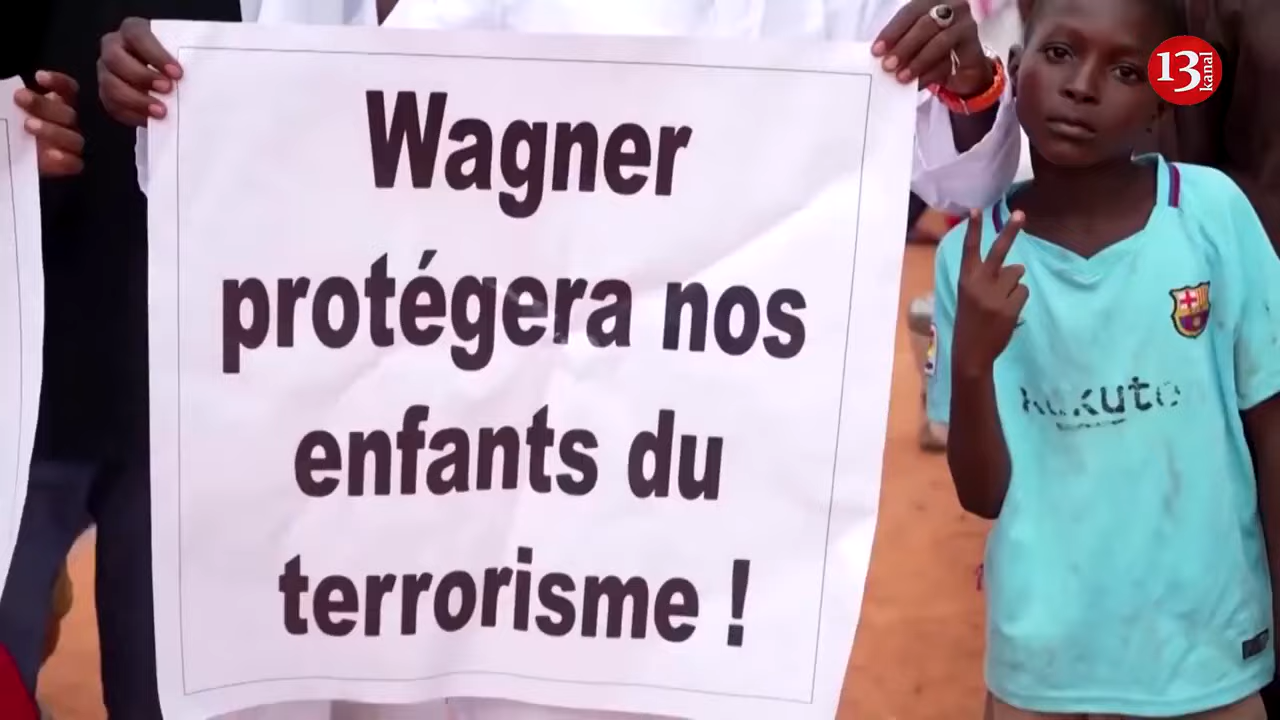 Wagner
protégera nos
enfants du
terrorisme !
13
kanal